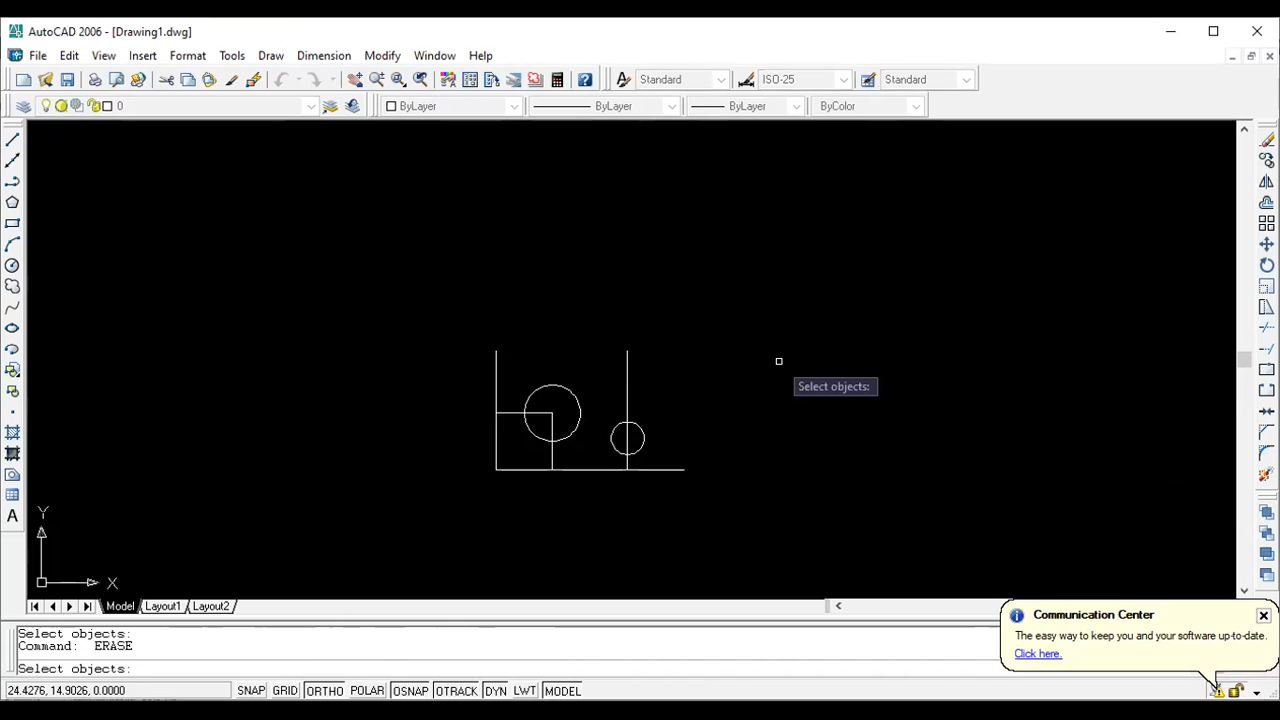 AutoCAD 2006 - [Drawing1.dwg]
File Edit View Insert Format Tools Draw Dimension Modify Window Help
Standard ISO-25 Standard
0 ByLayer ByLayer ByLayer ByColor
Select objects:
A
Y
X
Model Layout1 Layout2
Communication Center
The easy way to keep you and your software up-to-date.
Click here.
Select objects:
Command: ERASE
Select objects:
24.4276, 14.9026, 0.0000 SNAP GRID ORTHO POLAR OSNAP OTRACK DYN LWT MODEL